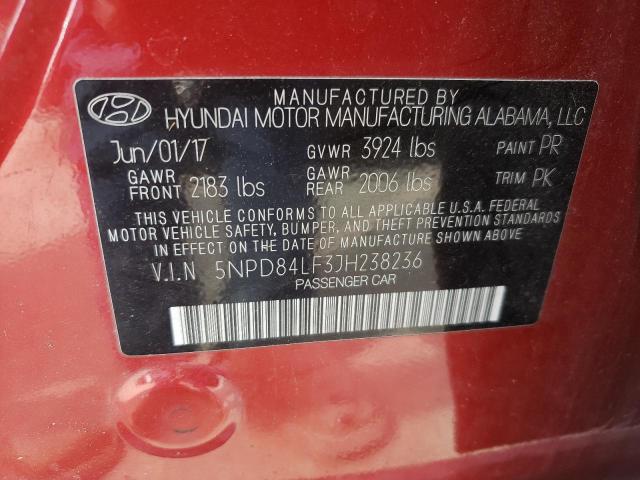 MANUFACTURED BY
HYUNDAI MOTOR MANUFACTURING ALABAMA, LLC
Jun/01/17 GVWR 3924 lbs PAINT PR
GAWR FRONT 2183 lbs GAWR REAR 2006 lbs TRIM PK
THIS VEHICLE CONFORMS TO ALL APPLICABLE U.S.A. FEDERAL
MOTOR VEHICLE SAFETY, BUMPER, AND THEFT PREVENTION STANDARDS
IN EFFECT ON THE DATE OF MANUFACTURE SHOWN ABOVE.
V.I.N 5NPD84LF3JH238236
PASSENGER CAR